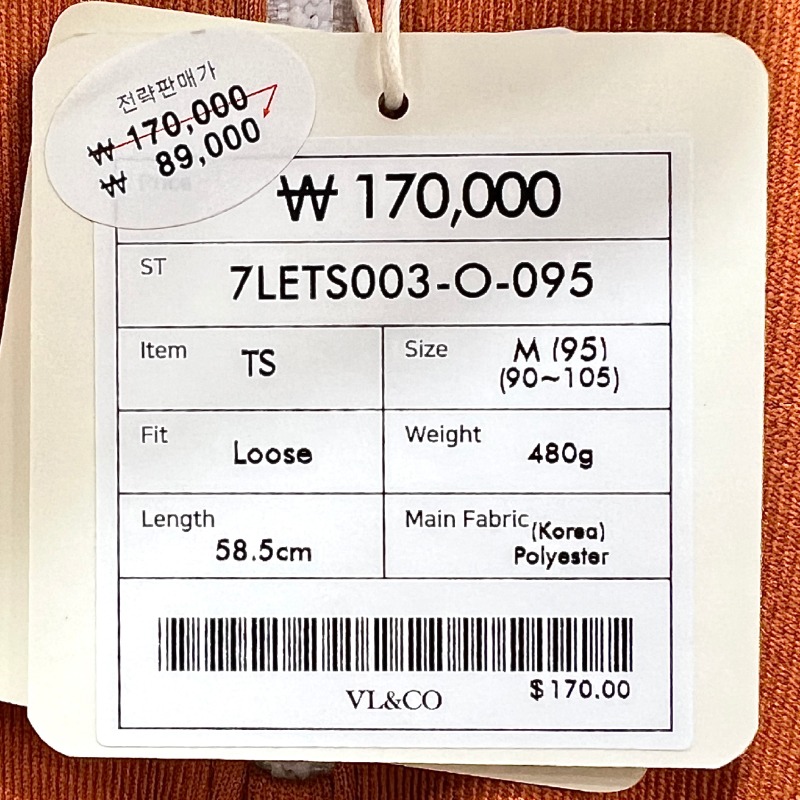 전략판매가
₩ 170,000
₩ 89,000
Price
₩ 170,000
ST
7LETS003-O-095
Item
TS
Size
M (95)
(90~105)
Fit
Loose
Weight
480g
Length
58.5cm
Main Fabric
(Korea)
Polyester
VL&CO
$170.00